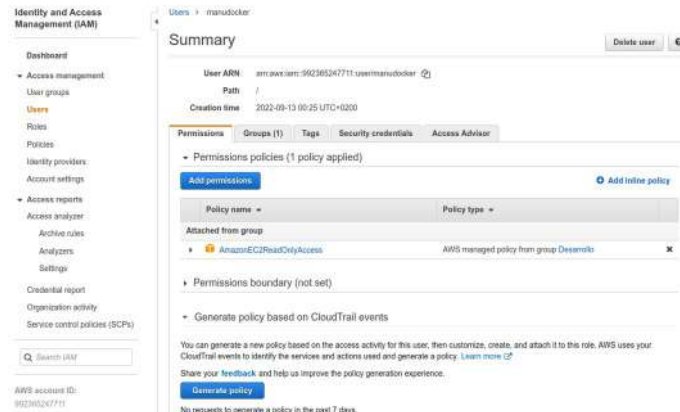 Identity and Access
Management (IAM)
Dashboard
Access management
User groups
Users
Roles
Policies
Identity providers
Account settings
Access reports
Access analyzer
Archive rules
Analyzers
Settings
Credential report
Organization activity
Service control policies (SCPs)
Search IAM
AWS account ID:
992365247711
Users > manudocker
Summary
Delete user
User ARN arn:aws:iam::992365247711:user/manudocker
Path /
Creation time 2022-09-13 00:25 UTC+0200
Permissions Groups (1) Tags Security credentials Access Advisor
Permissions policies (1 policy applied)
Add permissions
Add inline policy
Policy name Policy type
Attached from group
AmazonEC2ReadOnlyAccess AWS managed policy from group Desarrollo
Permissions boundary (not set)
Generate policy based on CloudTrail events
You can generate a new policy based on the access activity for this user, then customize, create, and attach it to this role. AWS uses your
CloudTrail events to identify the services and actions used and generate a policy. Learn more
Share your feedback and help us improve the policy generation experience.
Generate policy
No requests to generate a policy in the past 7 days.